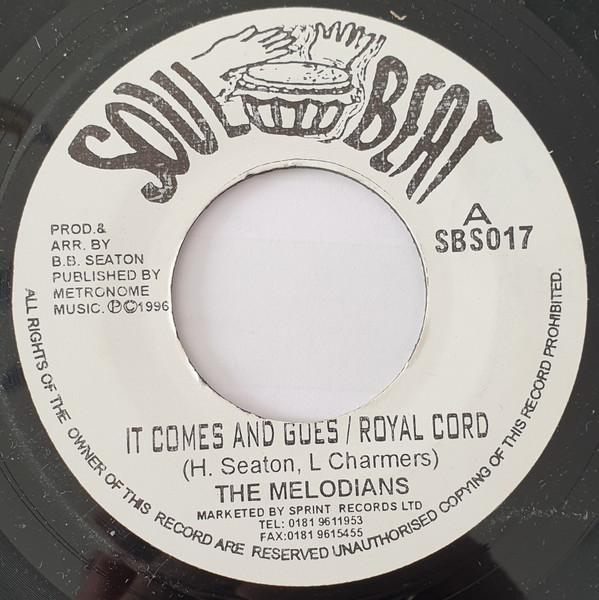 SOUL BEAT
A
SBS017
PROD.&
ARR. BY
B.B. SEATON
PUBLISHED BY
METRONOME
MUSIC. ℗©1996
IT COMES AND GOES / ROYAL CORD
(H. Seaton, L Charmers)
THE MELODIANS
MARKETED BY SPRINT RECORDS LTD
TEL: 0181 9611953
FAX:0181 9615455
ALL RIGHTS OF THE OWNER OF THIS RECORD ARE RESERVED UNAUTHORISED COPYING OF THIS RECORD PROHIBITED.